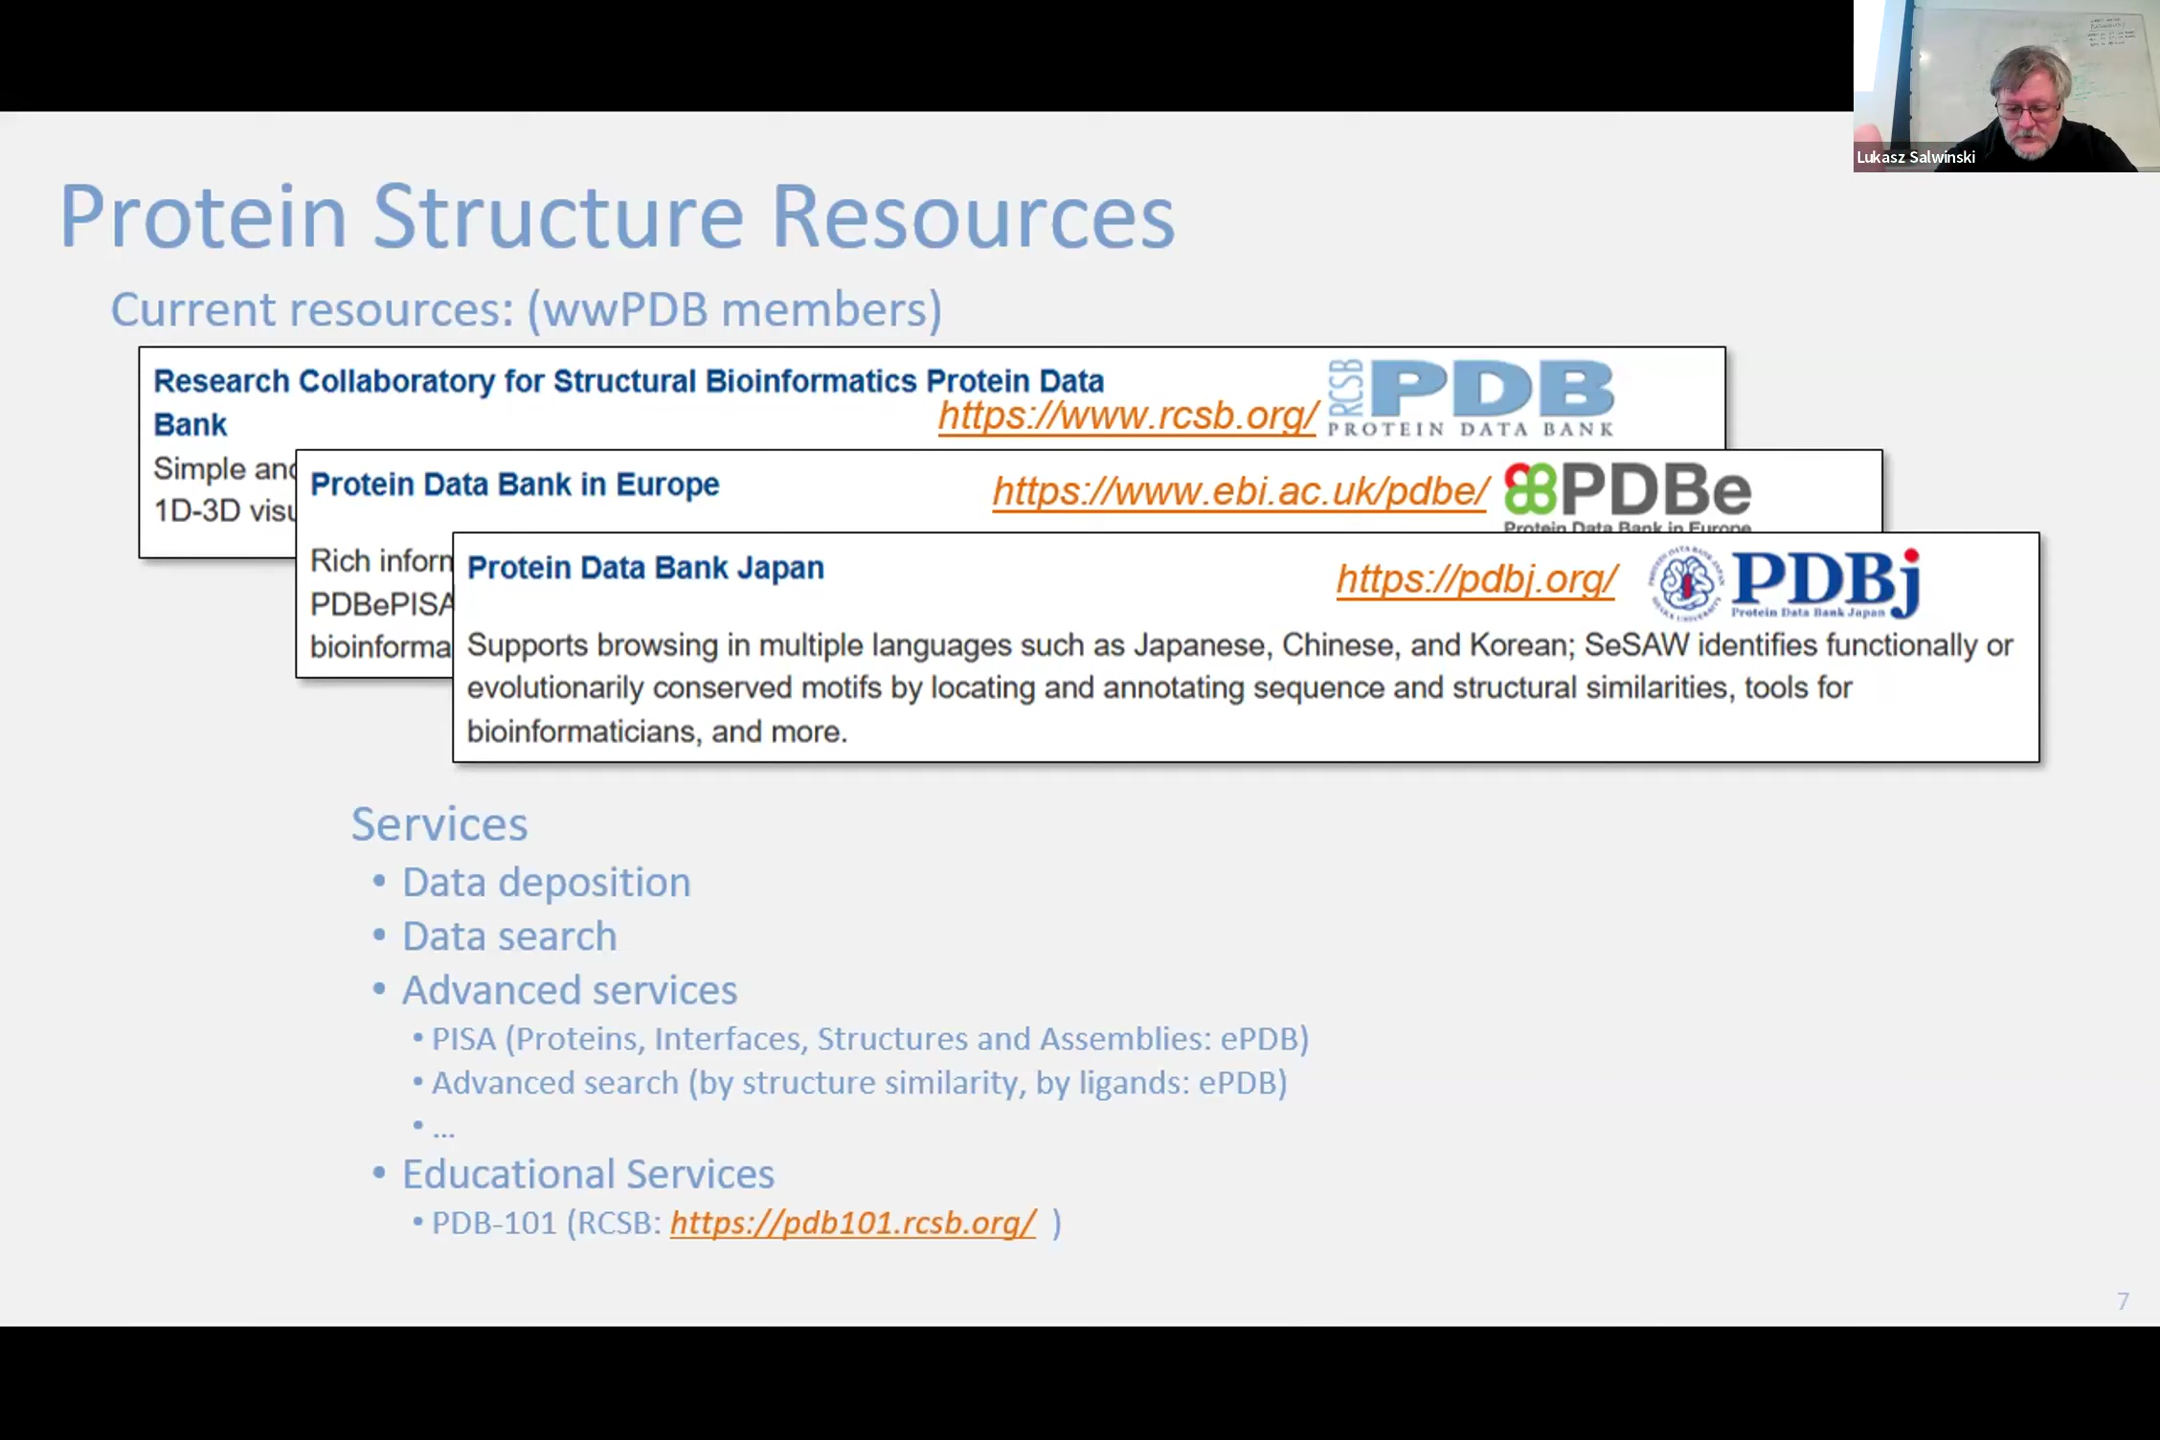 Lukasz Salwinski
Protein Structure Resources
Current resources: (wwPDB members)
Research Collaboratory for Structural Bioinformatics Protein Data
Bank
https://www.rcsb.org/
RCSB PDB
PROTEIN DATA BANK
Simple and
1D-3D visu
Protein Data Bank in Europe
https://www.ebi.ac.uk/pdbe/
PDBe
Protein Data Bank in Europe
Rich inform
PDBePISA
bioinforma
Protein Data Bank Japan
https://pdbj.org/
PDBj
Protein Data Bank Japan
Supports browsing in multiple languages such as Japanese, Chinese, and Korean; SeSAW identifies functionally or
evolutionarily conserved motifs by locating and annotating sequence and structural similarities, tools for
bioinformaticians, and more.
Services
• Data deposition
• Data search
• Advanced services
• PISA (Proteins, Interfaces, Structures and Assemblies: ePDB)
• Advanced search (by structure similarity, by ligands: ePDB)
• ...
• Educational Services
• PDB-101 (RCSB: https://pdb101.rcsb.org/ )
7